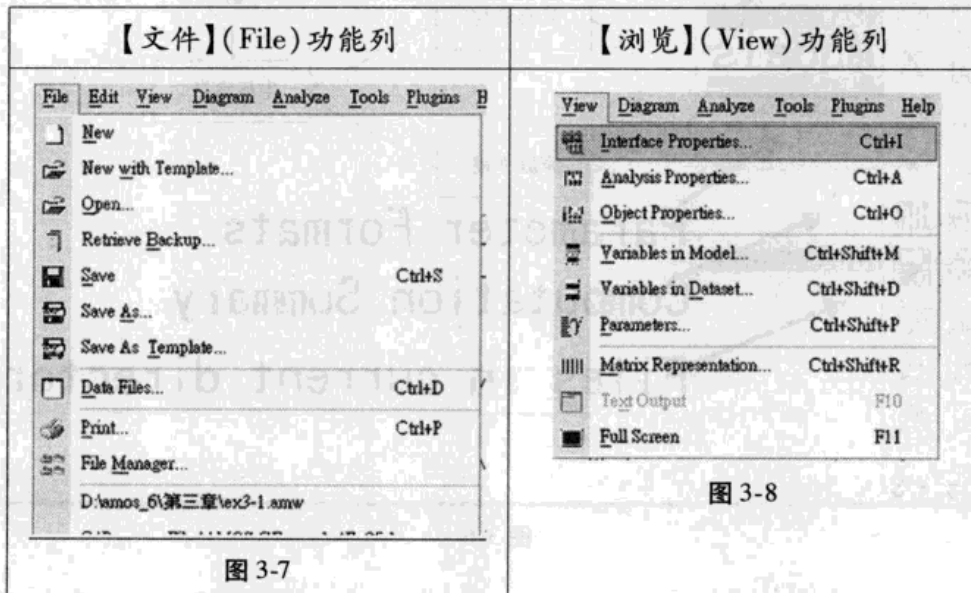 【文件】(File)功能列
File Edit View Diagram Analyze Tools Plugins
New
New with Template...
Open...
Retrieve Backup...
Save Ctrl+S
Save As...
Save As Template...
Data Files... Ctrl+D
Print... Ctrl+P
File Manager...
D:\amos_6\第三章\ex3-1.amw
图 3-7
【浏览】(View)功能列
View Diagram Analyze Tools Plugins Help
Interface Properties... Ctrl+I
Analysis Properties... Ctrl+A
Object Properties... Ctrl+O
Variables in Model... Ctrl+Shift+M
Variables in Dataset... Ctrl+Shift+D
Parameters... Ctrl+Shift+P
Matrix Representation... Ctrl+Shift+R
Text Output F10
Full Screen F11
图 3-8